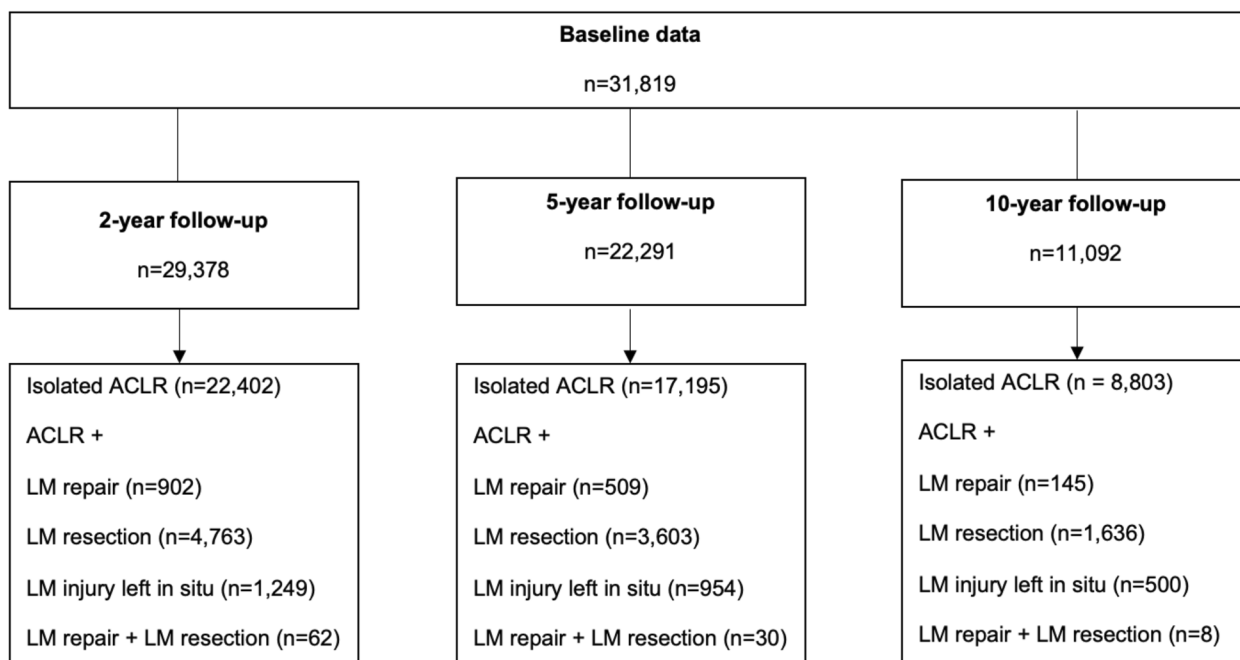 Baseline data
n=31,819
2-year follow-up
n=29,378
5-year follow-up
n=22,291
10-year follow-up
n=11,092
Isolated ACLR (n=22,402)
ACLR +
LM repair (n=902)
LM resection (n=4,763)
LM injury left in situ (n=1,249)
LM repair + LM resection (n=62)
Isolated ACLR (n=17,195)
ACLR +
LM repair (n=509)
LM resection (n=3,603)
LM injury left in situ (n=954)
LM repair + LM resection (n=30)
Isolated ACLR (n = 8,803)
ACLR +
LM repair (n=145)
LM resection (n=1,636)
LM injury left in situ (n=500)
LM repair + LM resection (n=8)